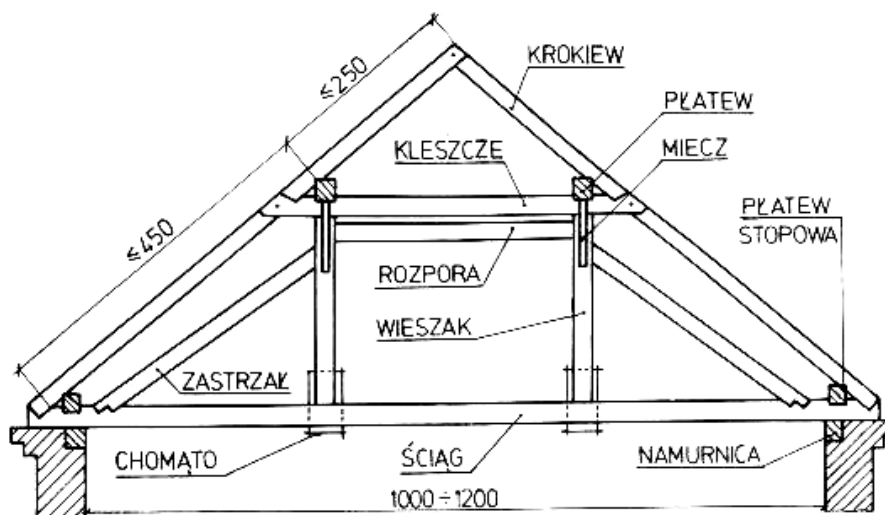 ≤250
KROKIEW
PŁATEW
KLESZCZE
MIECZ
PŁATEW
STOPOWA
≤450
ROZPORA
WIESZAK
ZASTRZAŁ
CHOMĄTO
ŚCIĄG
NAMURNICA
1000÷1200